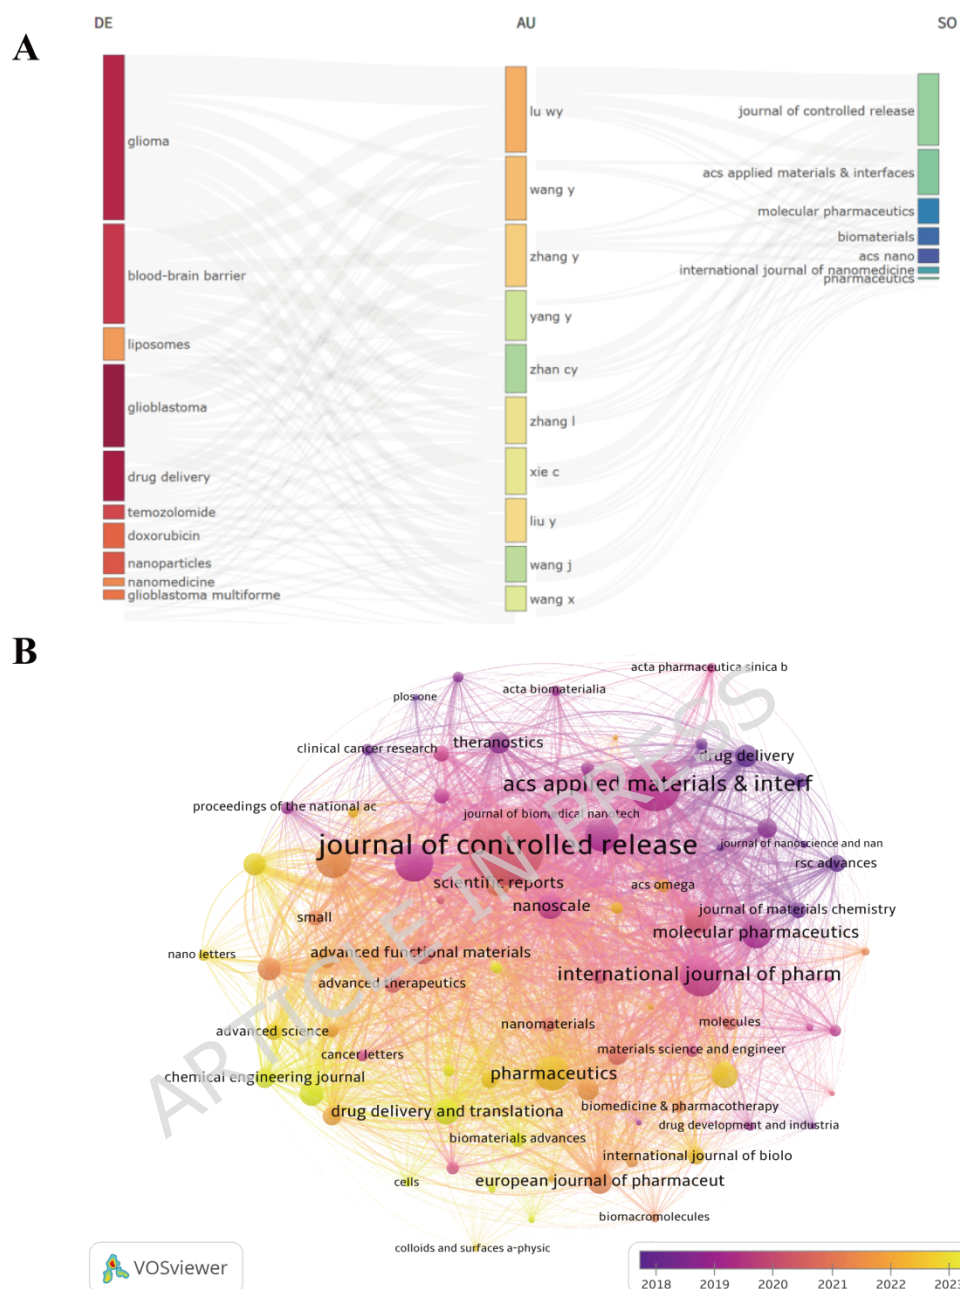 DE AU SO
A
glioma
blood-brain barrier
liposomes
glioblastoma
drug delivery
temozolomide
doxorubicin
nanoparticles
nanomedicine
glioblastoma multiforme
lu wy
wang y
zhang y
yang y
zhan cy
zhang l
xie c
liu y
wang j
wang x
journal of controlled release
acs applied materials & interfaces
molecular pharmaceutics
biomaterials
acs nano
international journal of nanomedicine
pharmaceutics
B
acta pharmaceutica sinica b
plos one
acta biomaterialia
clinical cancer research
theranostics
drug delivery
acs applied materials & interf
proceedings of the national ac
journal of biomedical nanotech
journal of controlled release
journal of nanoscience and nan
rsc advances
scientific reports
acs omega
nanoscale
journal of materials chemistry
small
molecular pharmaceutics
nano letters
advanced functional materials
international journal of pharm
advanced therapeutics
advanced science
nanomaterials
molecules
cancer letters
materials science and engineer
chemical engineering journal
pharmaceutics
drug delivery and translationa
biomedicine & pharmacotherapy
drug development and industria
biomaterials advances
international journal of biolo
cells
european journal of pharmaceut
biomacromolecules
colloids and surfaces a-physic
ARTICLE IN PRESS
VOSviewer
2018 2019 2020 2021 2022 2023